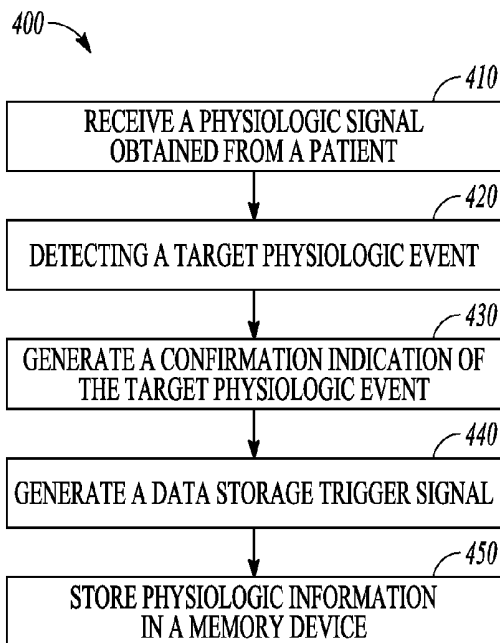 400
410
RECEIVE A PHYSIOLOGIC SIGNAL
OBTAINED FROM A PATIENT
420
DETECTING A TARGET PHYSIOLOGIC EVENT
430
GENERATE A CONFIRMATION INDICATION OF
THE TARGET PHYSIOLOGIC EVENT
440
GENERATE A DATA STORAGE TRIGGER SIGNAL
450
STORE PHYSIOLOGIC INFORMATION
IN A MEMORY DEVICE